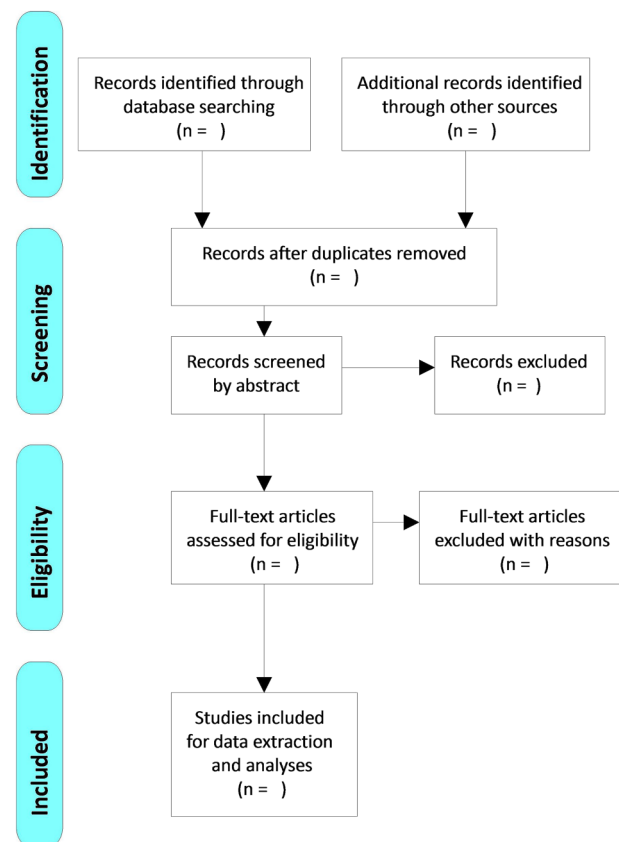 Identification
Records identified through
database searching
(n =   )
Additional records identified
through other sources
(n =   )
Screening
Records after duplicates removed
(n =   )
Records screened
by abstract
Records excluded
(n =  )
Eligibility
Full-text articles
assessed for eligibility
(n =   )
Full-text articles
excluded with reasons
(n =   )
Included
Studies included
for data extraction
and analyses
(n =   )